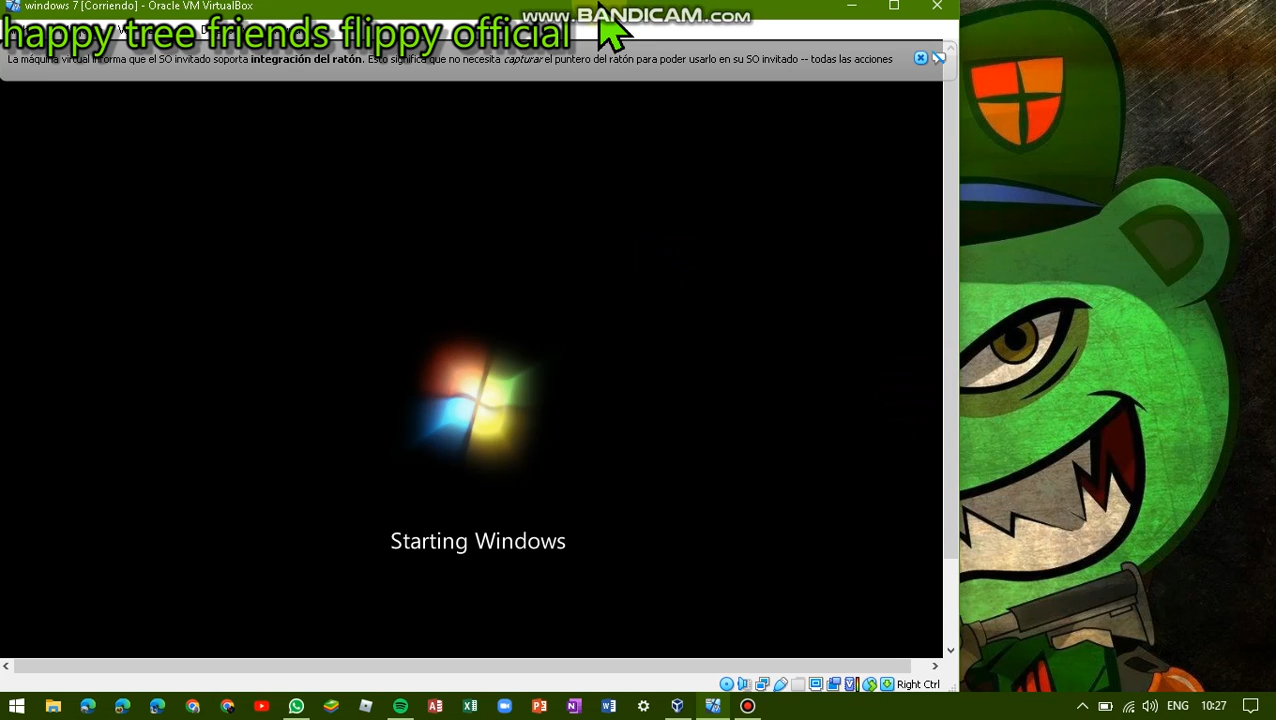 windows 7 [Corriendo] - Oracle VM VirtualBox
www.BANDICAM.com
happy tree friends flippy official
La máquina virtual informa que el SO invitado soporta integración del ratón. Esto significa que no necesita capturar el puntero del ratón para poder usarlo en su SO invitado -- todas las acciones
Starting Windows
Right Ctrl
ENG
10:27